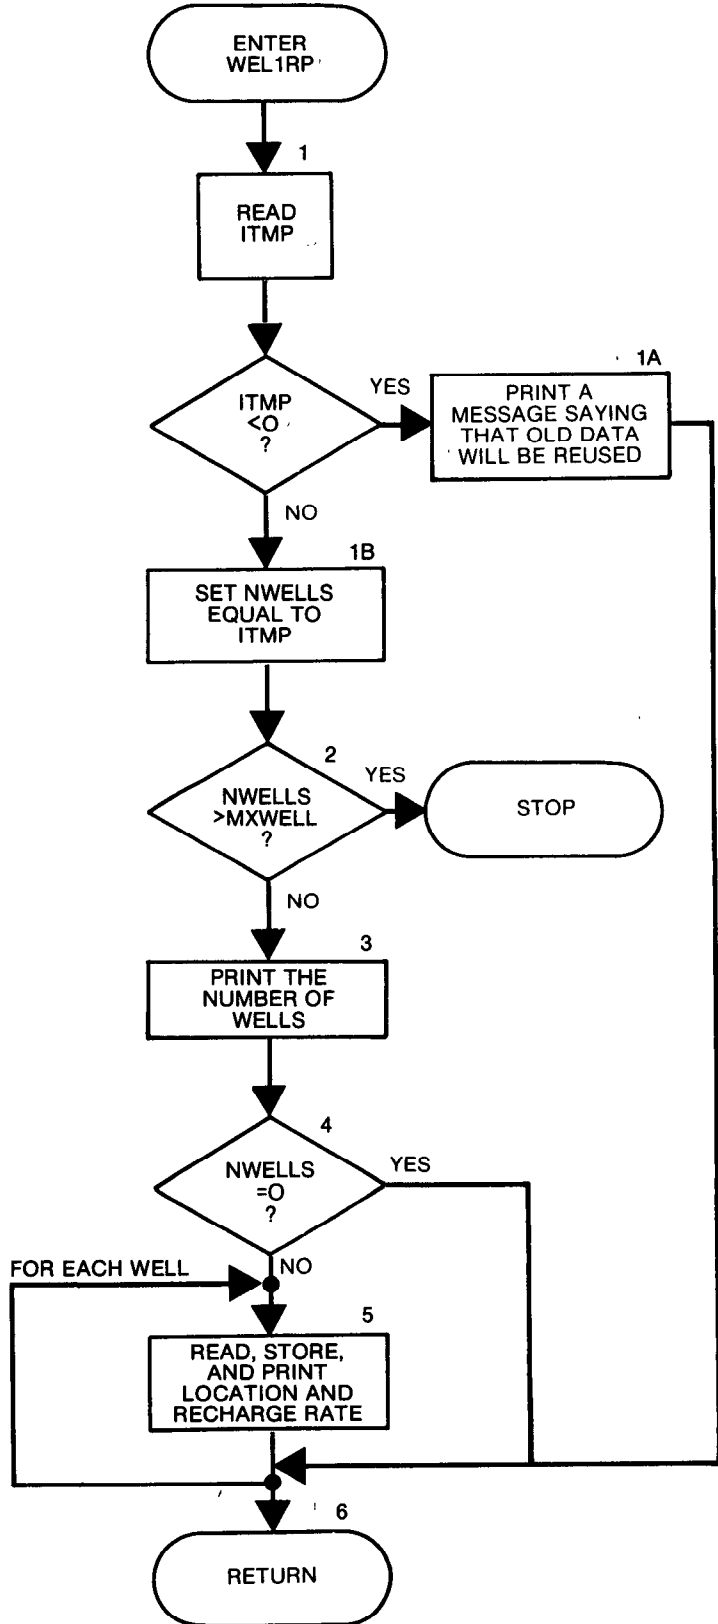 ENTER
WEL1RP
1
READ
ITMP
ITMP
<O
?
YES
1A
PRINT A
MESSAGE SAYING
THAT OLD DATA
WILL BE REUSED
NO
1B
SET NWELLS
EQUAL TO
ITMP
2
NWELLS
>MXWELL
?
YES
STOP
NO
3
PRINT THE
NUMBER OF
WELLS
4
NWELLS
=O
?
YES
NO
FOR EACH WELL
5
READ, STORE,
AND PRINT
LOCATION AND
RECHARGE RATE
6
RETURN